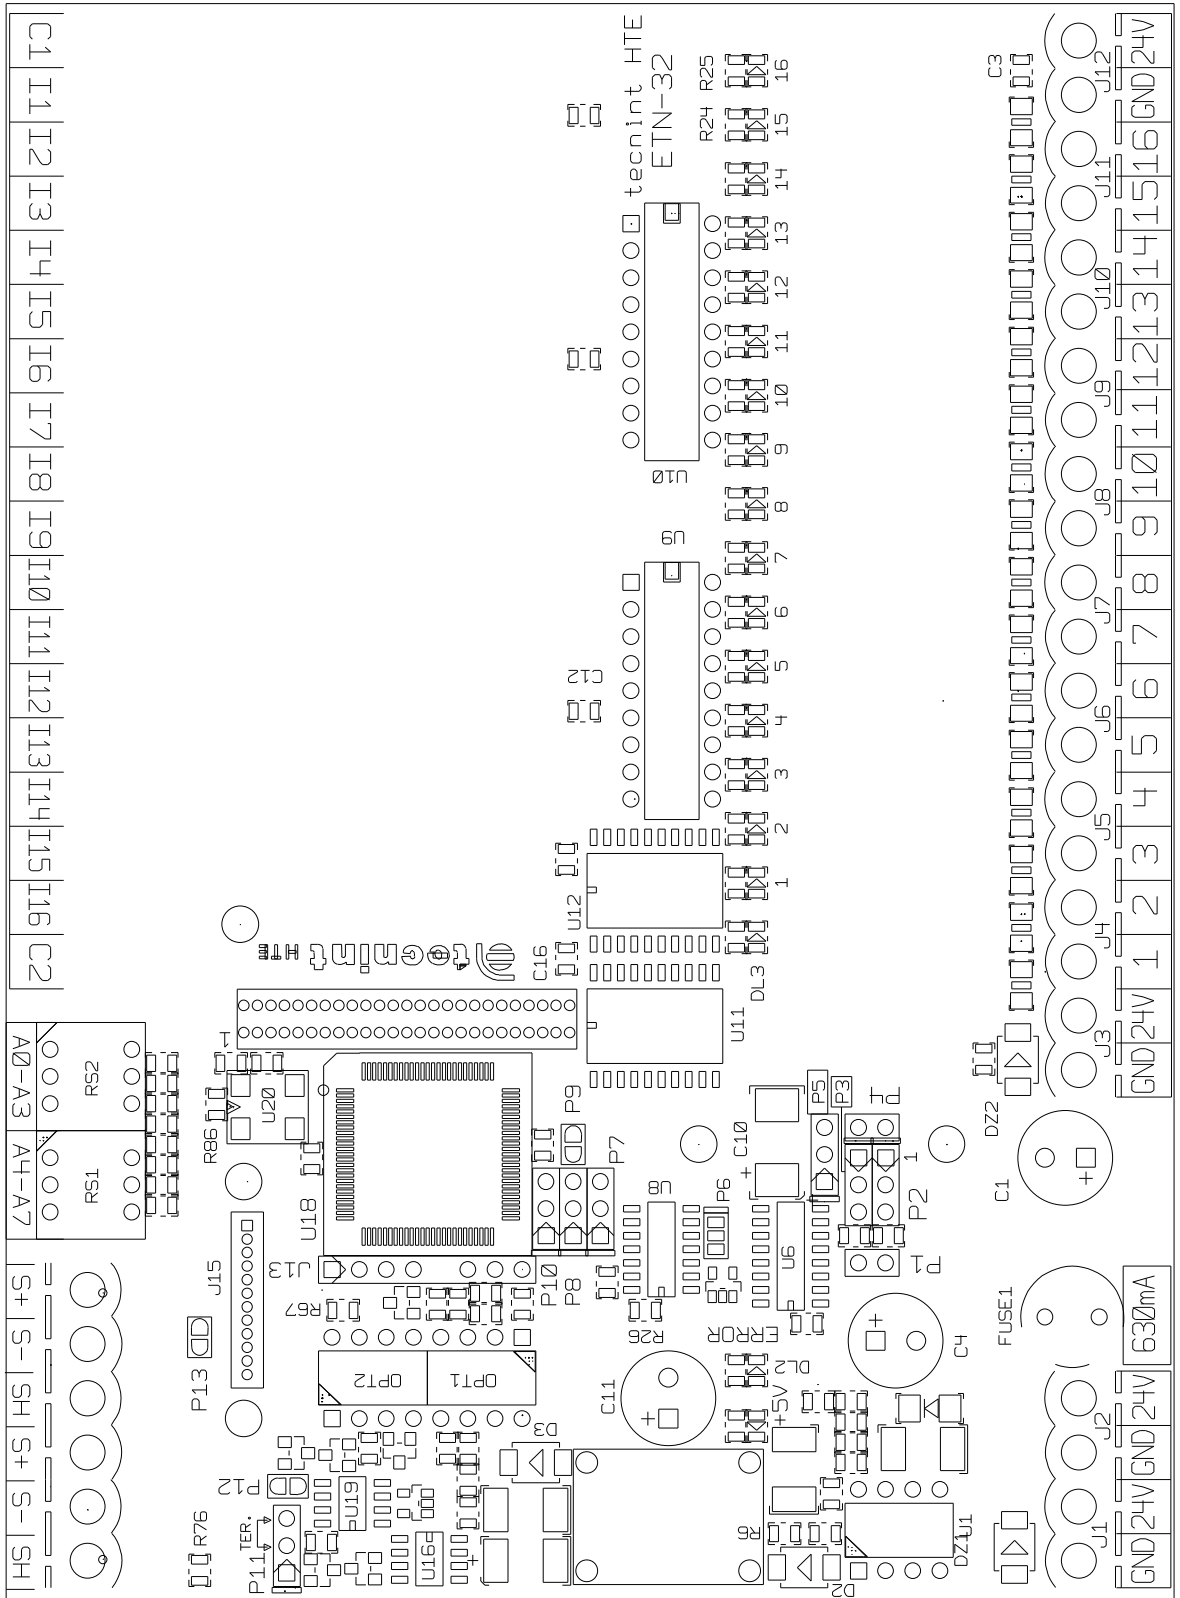 C1
I1
I2
I3
I4
I5
I6
I7
I8
I9
I10
I11
I12
I13
I14
I15
I16
C2
A0-A3
RS2
A4-A7
RS1
S+
S-
SH
S+
S-
SH
tecnint HTE
ETN-32
R25
R24
16
15
14
13
12
11
10
9
8
7
6
5
4
3
2
1
U10
U9
C12
U12
C16
U11
DL3
tecnint HTE
1
U20
R86
U18
P9
P7
J15
J13
P10
P8
R67
P13
OPT2
OPT1
D3
P12
U19
R76
TER.
P11
U16
C10
P5
P3
P4
U8
P6
U6
1
P2
P1
R26
ERROR
DL2
+5V
C11
C4
R6
D2
DZ1
U1
C3
DZ2
C1
FUSE1
630mA
J12
J11
J10
J9
J8
J7
J6
J5
J4
J3
J2
J1
24V
GND
16
15
14
13
12
11
10
9
8
7
6
5
4
3
2
1
24V
GND
24V
GND
24V
GND